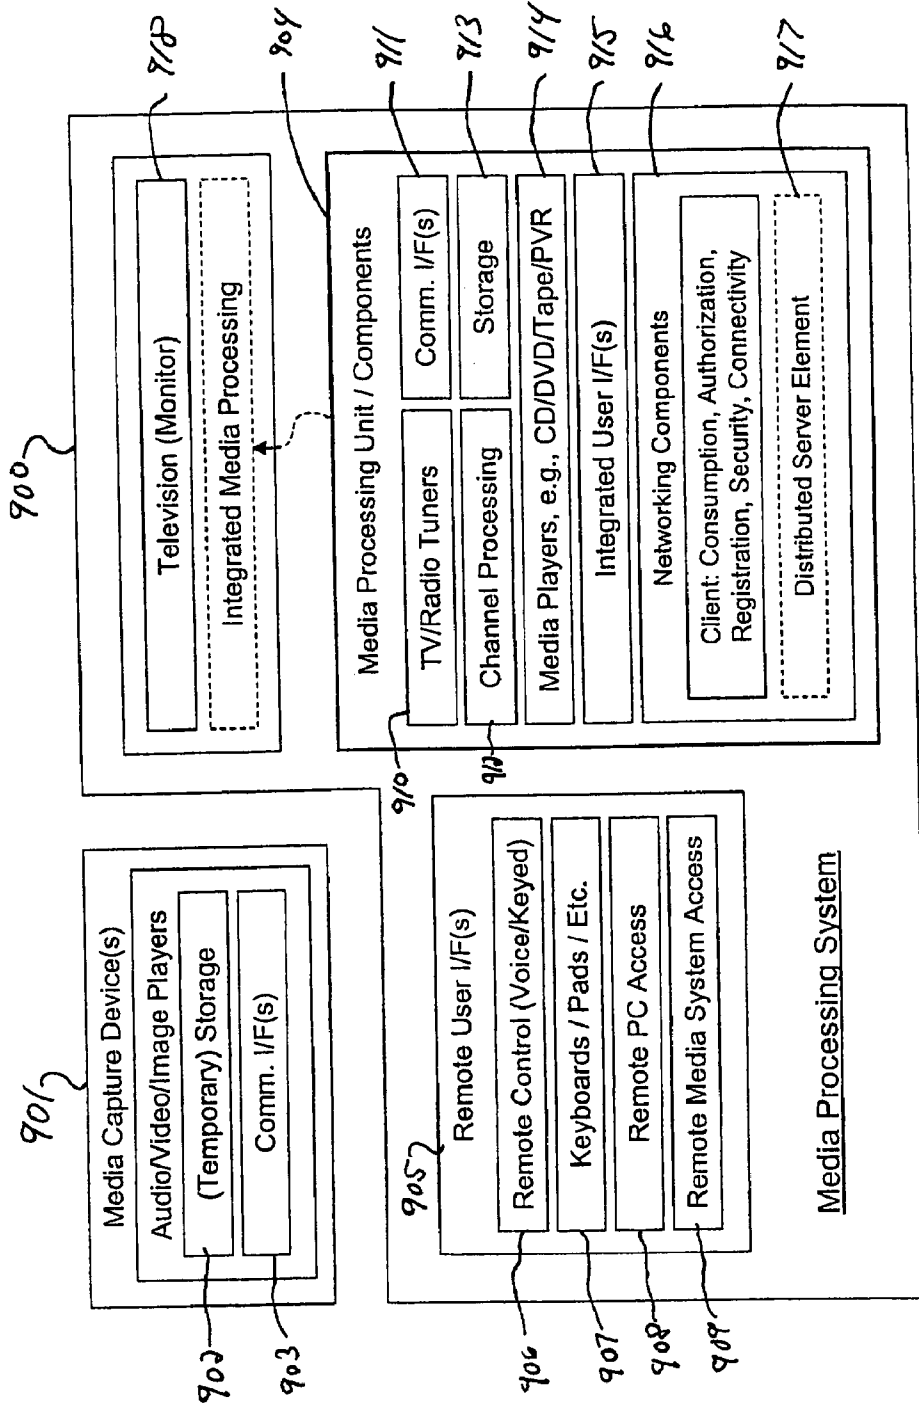 900
918
Television (Monitor)
Integrated Media Processing
904
Media Processing Unit / Components
910
TV/Radio Tuners
Comm. I/F(s)
911
912
Channel Processing
Storage
913
Media Players, e.g., CD/DVD/Tape/PVR
914
Integrated User I/F(s)
915
Networking Components
916
Client: Consumption, Authorization,
Registration, Security, Connectivity
Distributed Server Element
917
901
Media Capture Device(s)
Audio/Video/Image Players
902
(Temporary) Storage
903
Comm. I/F(s)
905
Remote User I/F(s)
906
Remote Control (Voice/Keyed)
907
Keyboards / Pads / Etc.
908
Remote PC Access
909
Remote Media System Access
Media Processing System